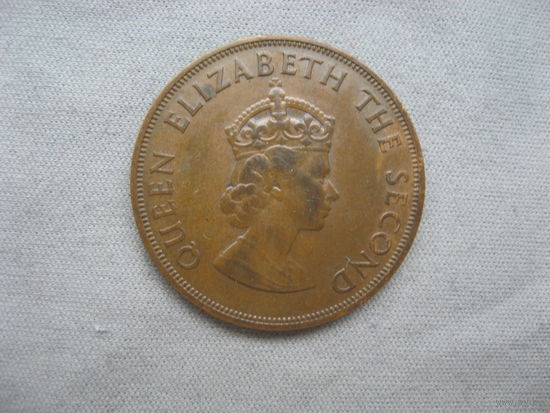 QUEEN ELIZABETH THE SECOND